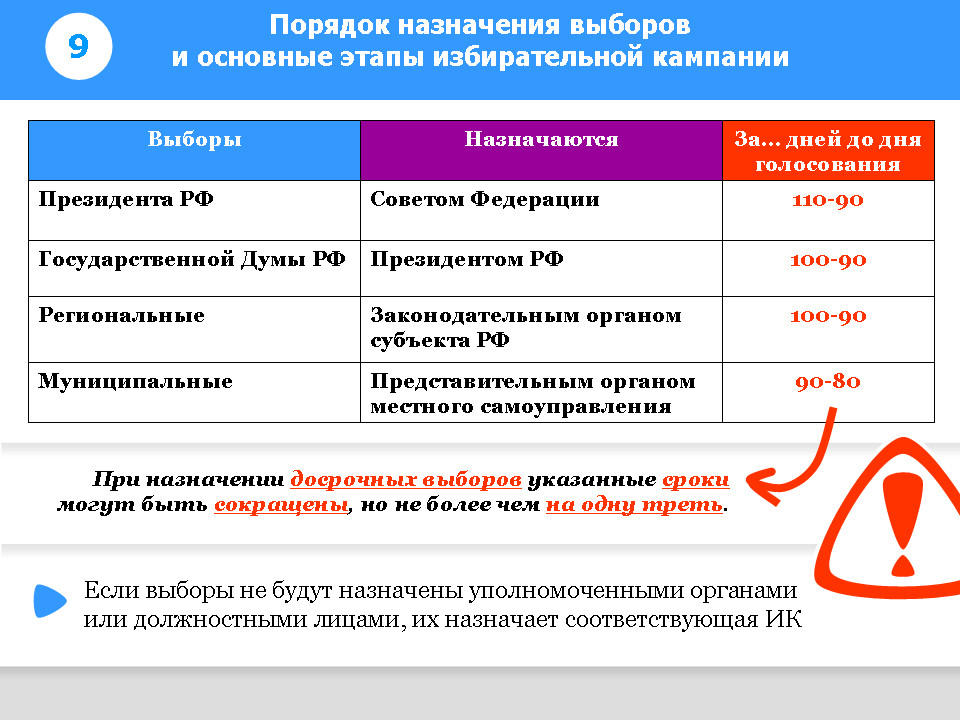 9
Порядок назначения выборов
и основные этапы избирательной кампании
Выборы
Назначаются
За... дней до дня
голосования
Президента РФ
Советом Федерации
110-90
Государственной Думы РФ
Президентом РФ
100-90
Региональные
Законодательным органом
субъекта РФ
100-90
Муниципальные
Представительным органом
местного самоуправления
90-80
При назначении досрочных выборов указанные сроки
могут быть сокращены, но не более чем на одну треть.
!
Если выборы не будут назначены уполномоченными органами
или должностными лицами, их назначает соответствующая ИК